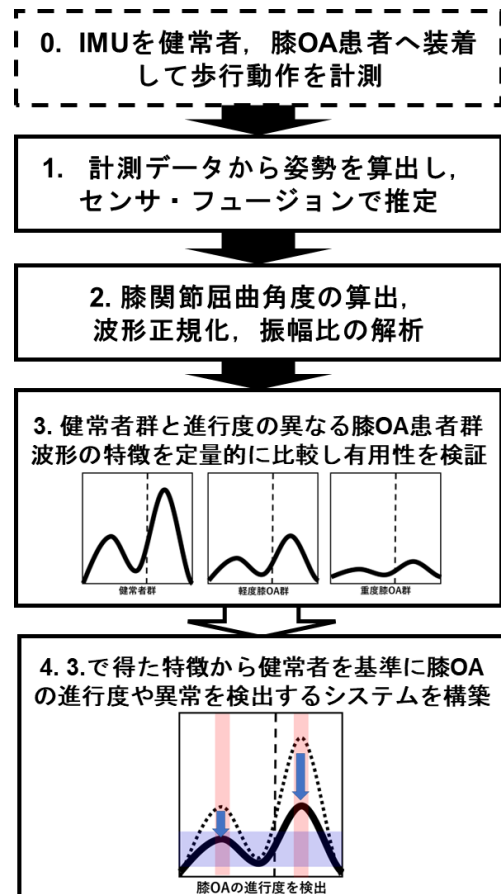 0. IMUを健常者，膝OA患者へ装着
して歩行動作を計測
1. 計測データから姿勢を算出し，
センサ・フュージョンで推定
2. 膝関節屈曲角度の算出，
波形正規化，振幅比の解析
3. 健常者群と進行度の異なる膝OA患者群
波形の特徴を定量的に比較し有用性を検証
健常者群
軽度膝OA群
重度膝OA群
4. 3.で得た特徴から健常者を基準に膝OA
の進行度や異常を検出するシステムを構築
膝OAの進行度を検出